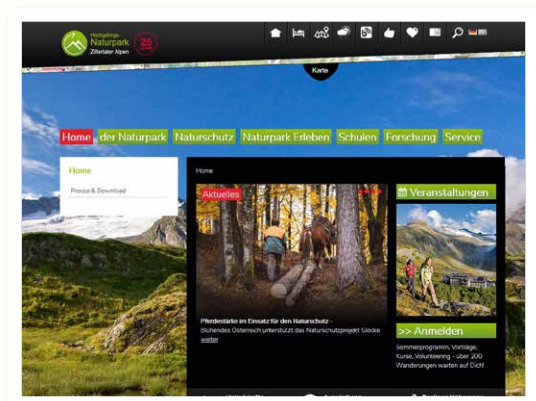 Hochgebirgs-
Naturpark
Zillertaler Alpen
25
Karte
Home der Naturpark Naturschutz Naturpark Erleben Schulen Forschung Service
Home
Presse & Download
Home
Aktuelles
Pferdestärke im Einsatz für den Naturschutz -
Blühendes Österreich unterstützt das Naturschutzprojekt Glocke
weiter
Veranstaltungen
>> Anmelden
Sommerprogramm, Vorträge,
Kurse, Volunteering - über 200
Wanderungen warten auf Dich!